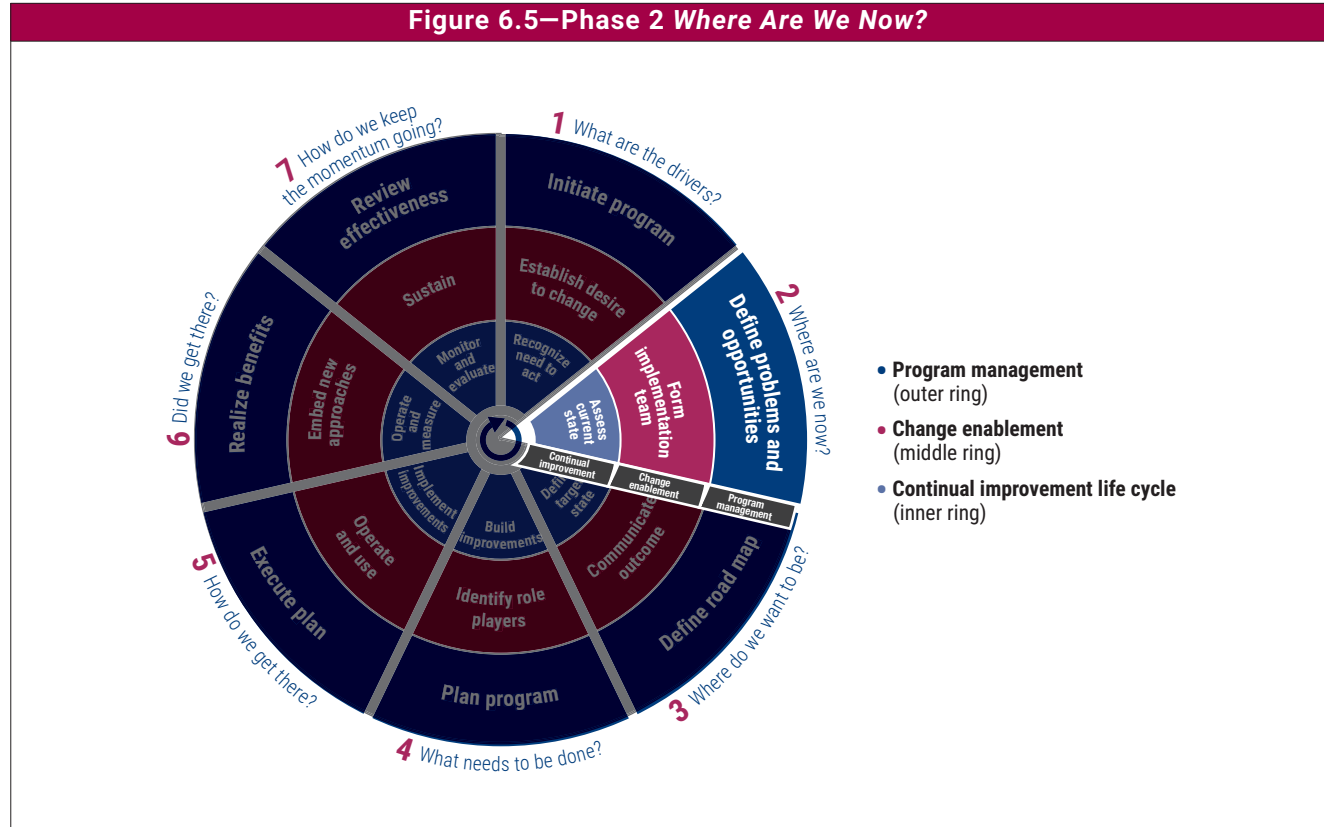 Figure 6.5—Phase 2 Where Are We Now?
1 What are the drivers?
Initiate program
Establish desire
to change
Recognize
need to
act
2 Where are we now?
Define problems and
opportunities
Form
implementation
team
Assess
current
state
Continual
improvement
Change
enablement
Program
management
3 Where do we want to be?
Define road map
Communicate
outcome
Define
target
state
4 What needs to be done?
Plan program
Identify role
players
Build
improvements
5 How do we get there?
Execute plan
Operate
and use
Implement
improvements
6 Did we get there?
Realize benefits
Embed new
approaches
Operate
and
measure
7 How do we keep
the momentum going?
Review
effectiveness
Sustain
Monitor
and
evaluate
• Program management
(outer ring)
• Change enablement
(middle ring)
• Continual improvement life cycle
(inner ring)